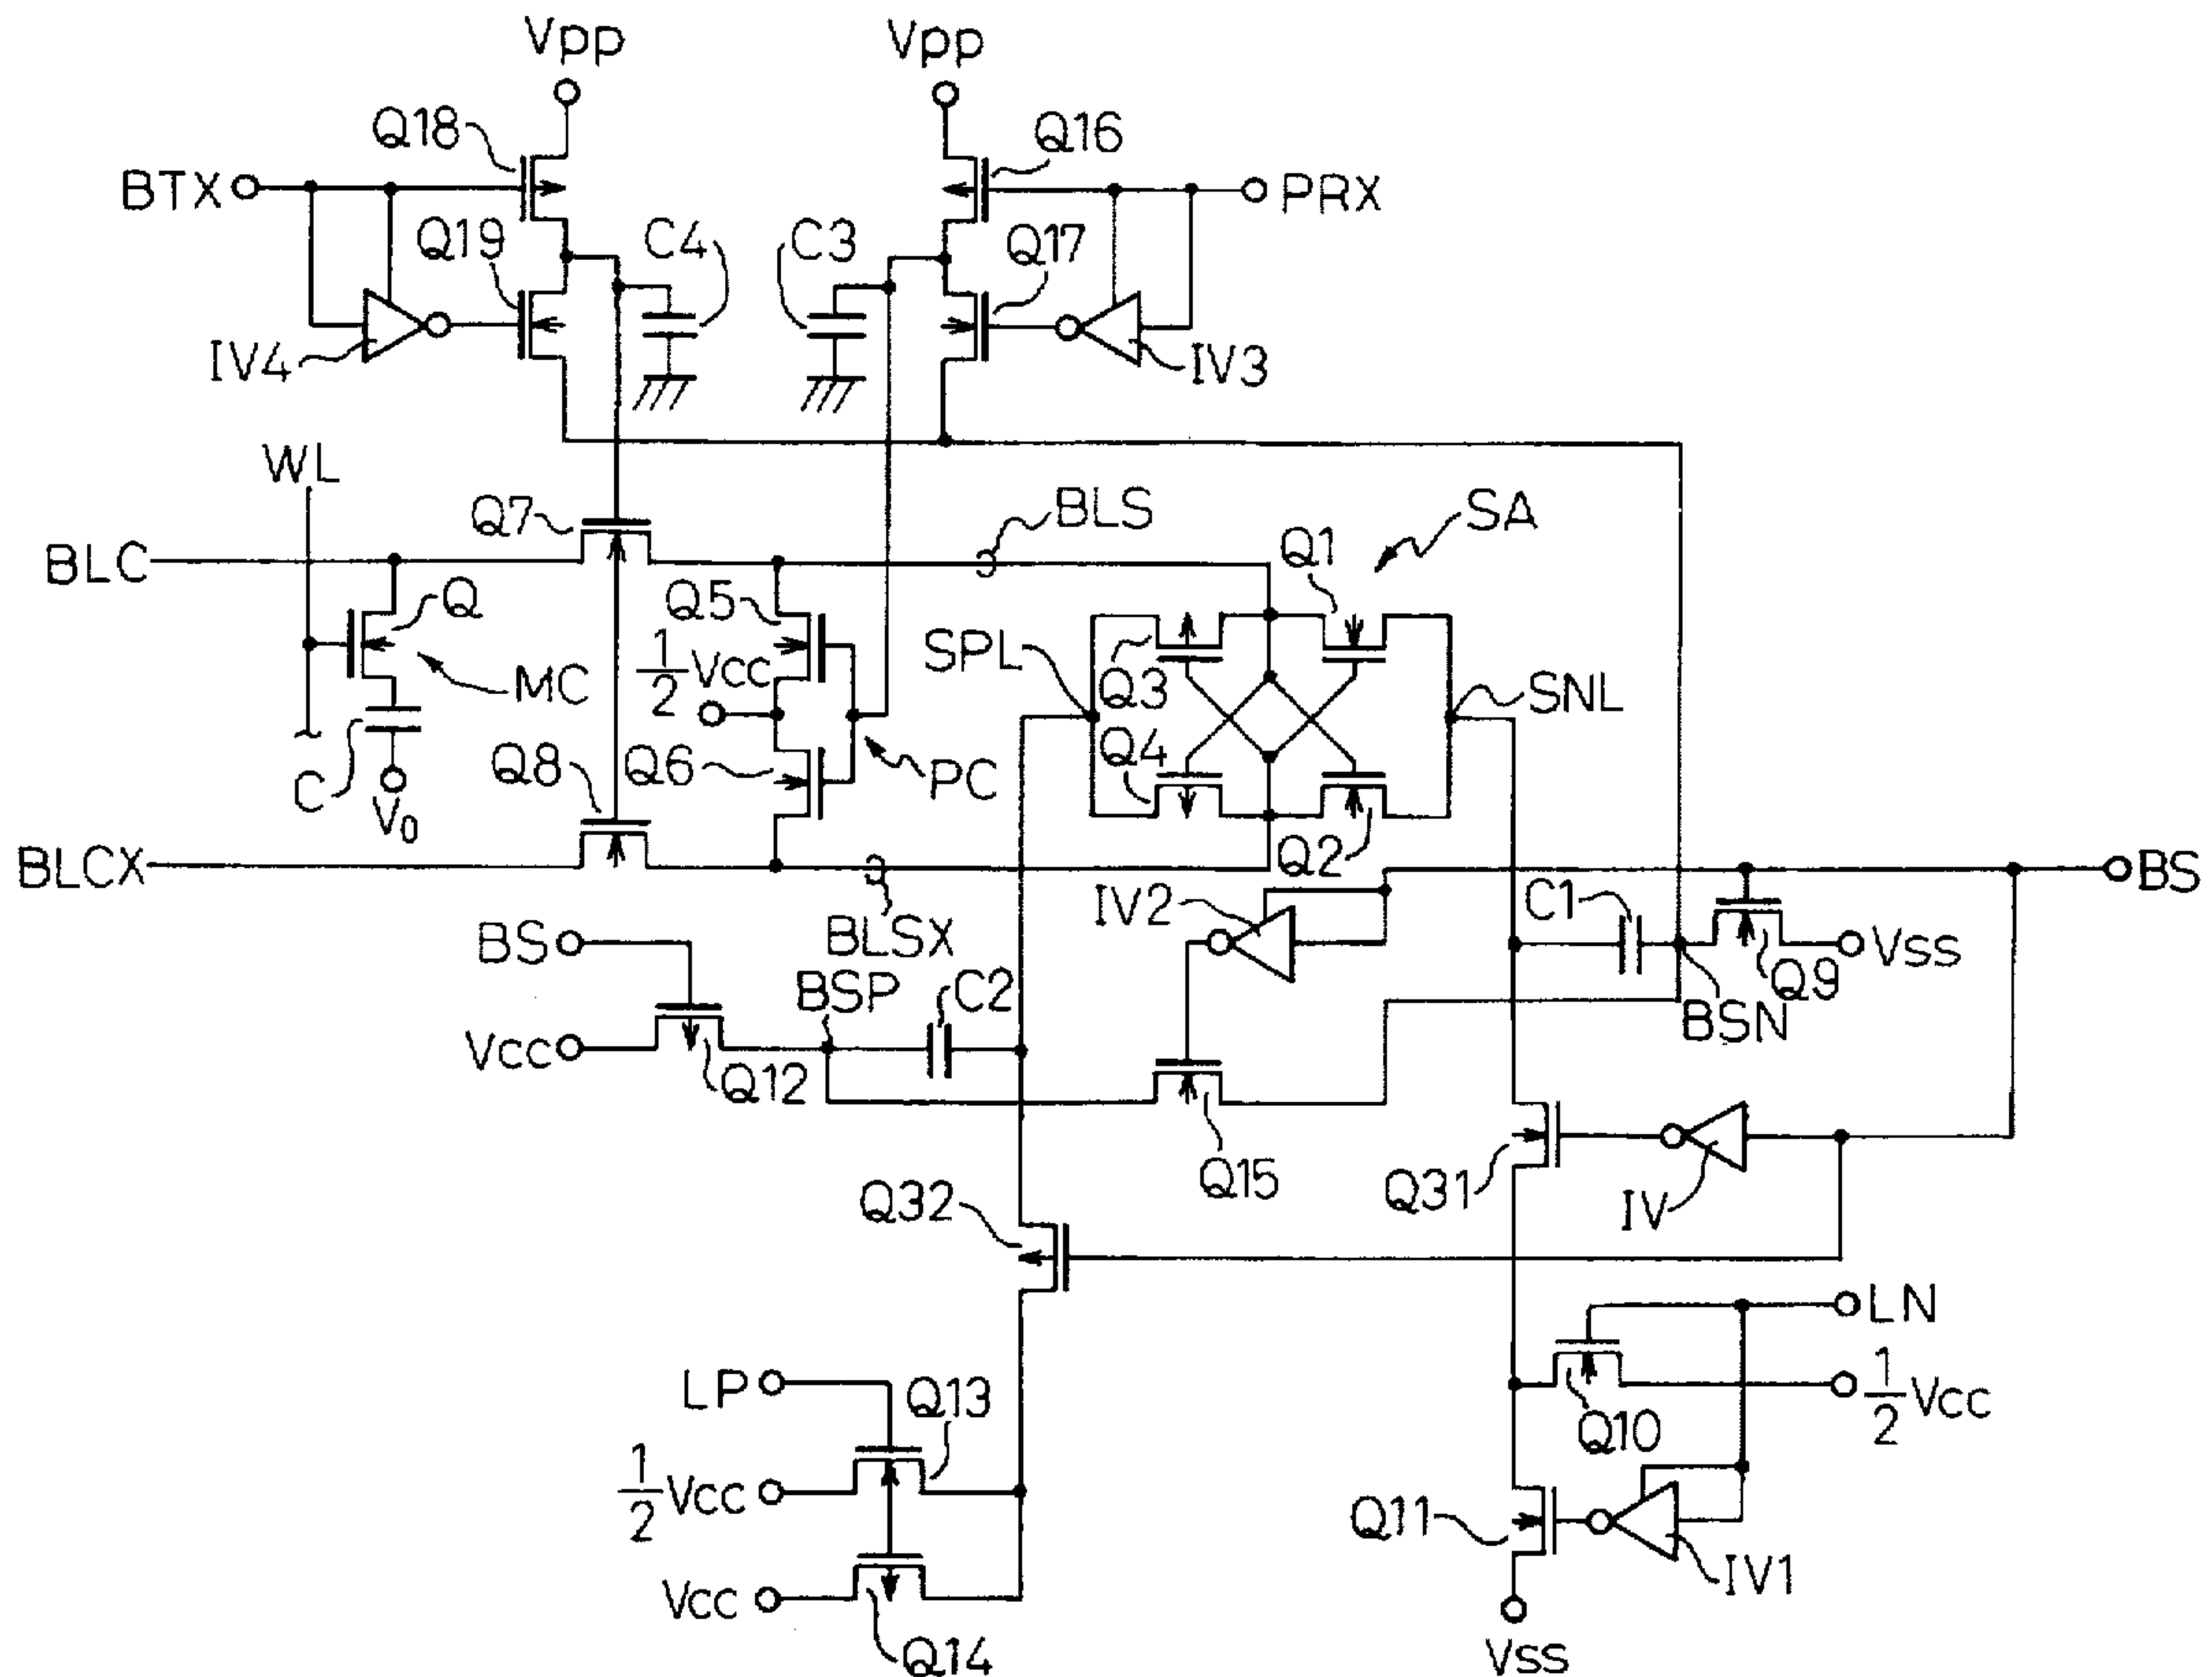 Vpp
Vpp
Q18
Q16
BTX
PRX
Q19
C4
C3
Q17
IV4
IV3
WL
Q7
BLS
SA
BLC
Q1
Q
Q5
MC
1/2 Vcc
SPL
Q3
SNL
Q8
Q6
PC
Q4
C
V0
BLCX
Q2
BS
IV2
C1
BS
BLSX
Vss
Q9
BSP
C2
BSN
Vcc
Q12
Q15
Q31
IV
Q32
LN
LP
Q13
1/2 Vcc
Q10
1/2 Vcc
Q11
IV1
Vcc
Q14
Vss